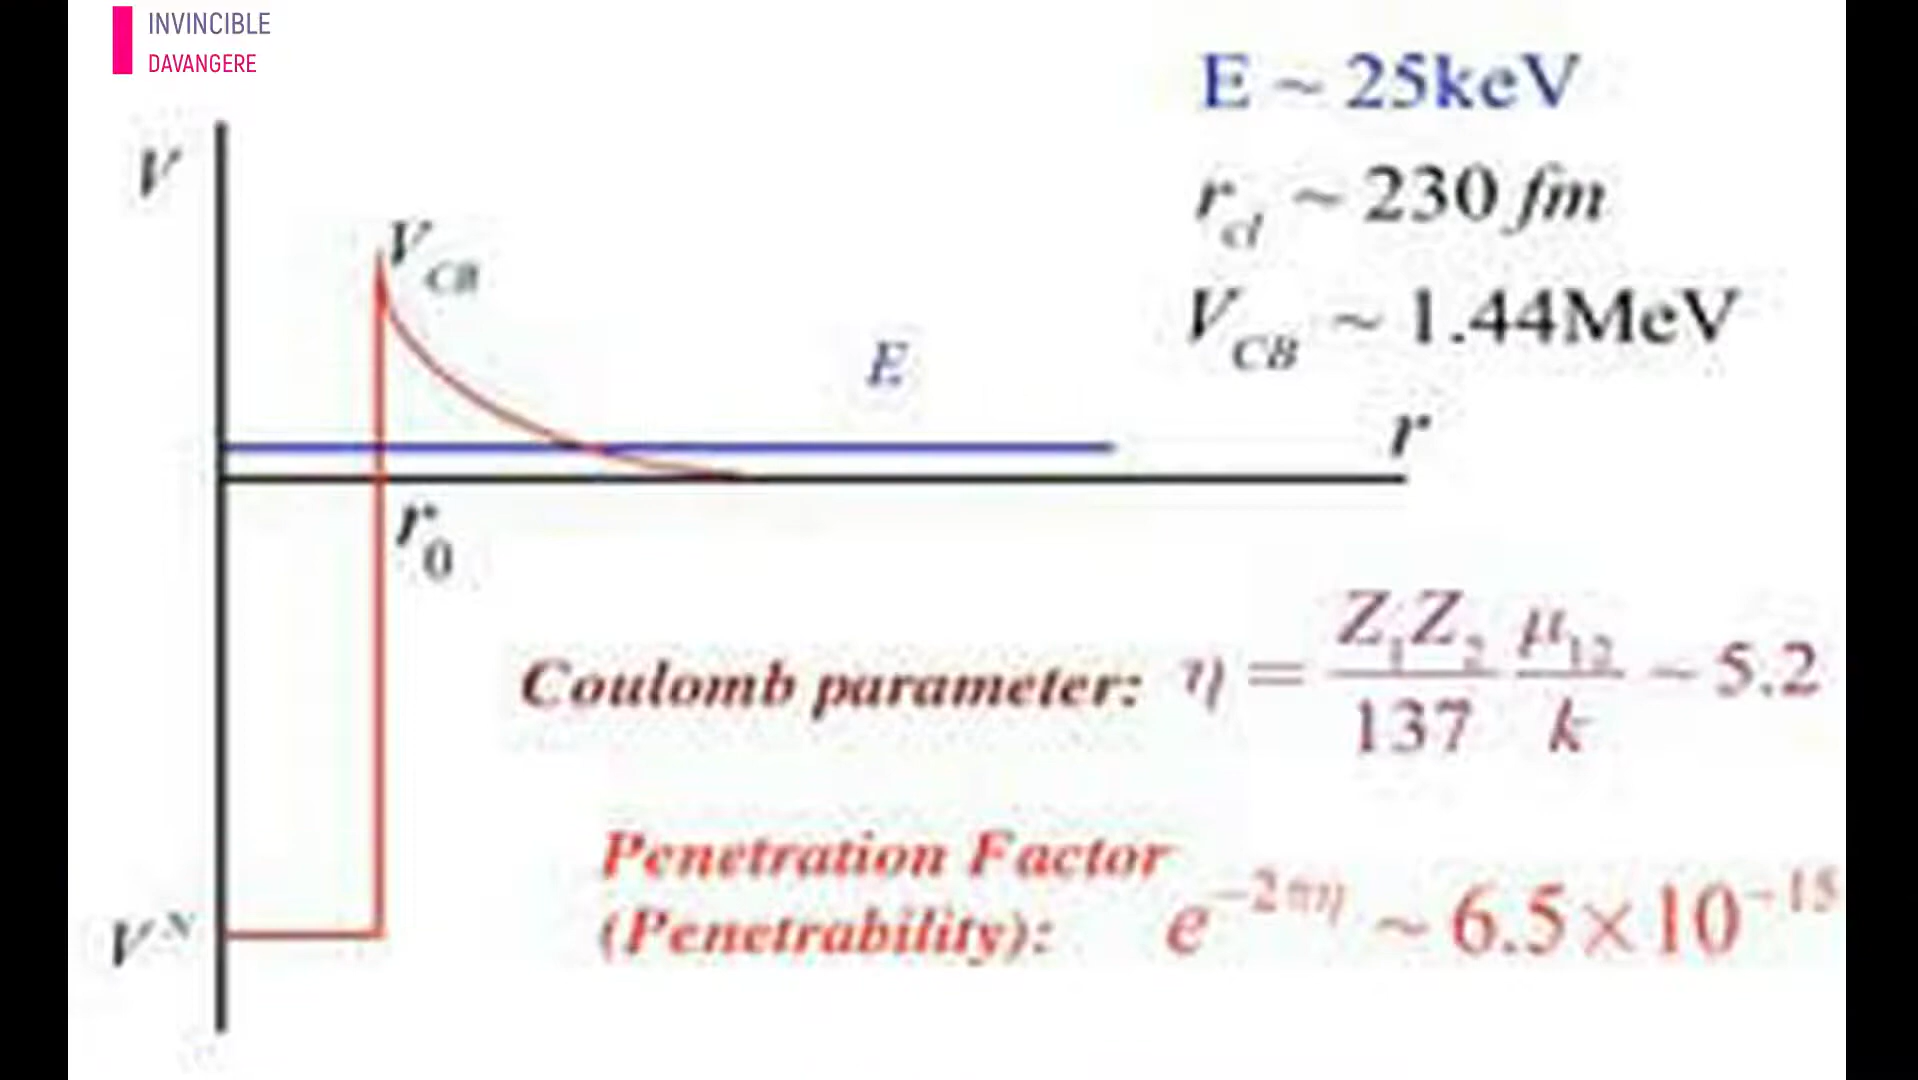 INVINCIBLE
DAVANGERE
E ~ 25keV
V
r_cl ~ 230 fm
V_CB
V_CB ~ 1.44MeV
E
r
r_0
Coulomb parameter: η = Z_1Z_2/137 μ_12/k ~ 5.2
Penetration Factor
(Penetrability): e^{-2πη} ~ 6.5×10^{-15}
V^N